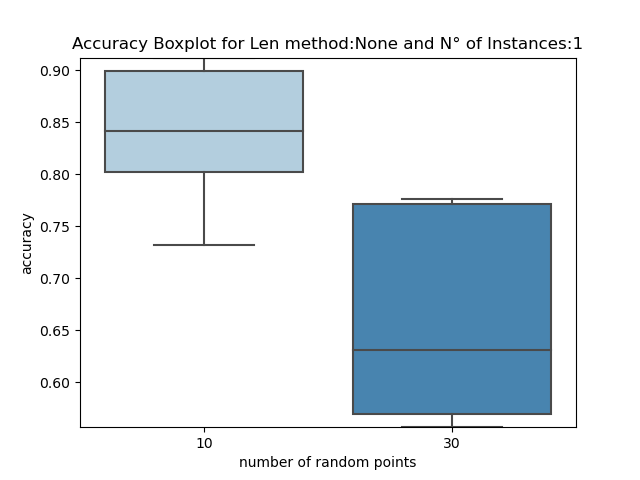 Accuracy Boxplot for Len method:None and N° of Instances:1
accuracy
0.90
0.85
0.80
0.75
0.70
0.65
0.60
10 30
number of random points